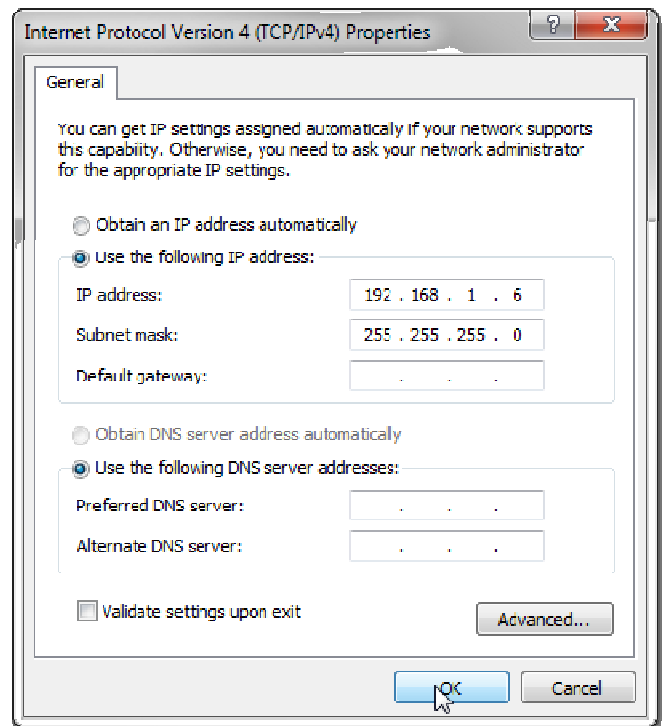 Internet Protocol Version 4 (TCP/IPv4) Properties
General
You can get IP settings assigned automatically if your network supports
this capability. Otherwise, you need to ask your network administrator
for the appropriate IP settings.
Obtain an IP address automatically
Use the following IP address:
IP address: 192 . 168 . 1 . 6
Subnet mask: 255 . 255 . 255 . 0
Default gateway: . . .
Obtain DNS server address automatically
Use the following DNS server addresses:
Preferred DNS server: . . .
Alternate DNS server: . . .
Validate settings upon exit
Advanced...
OK Cancel